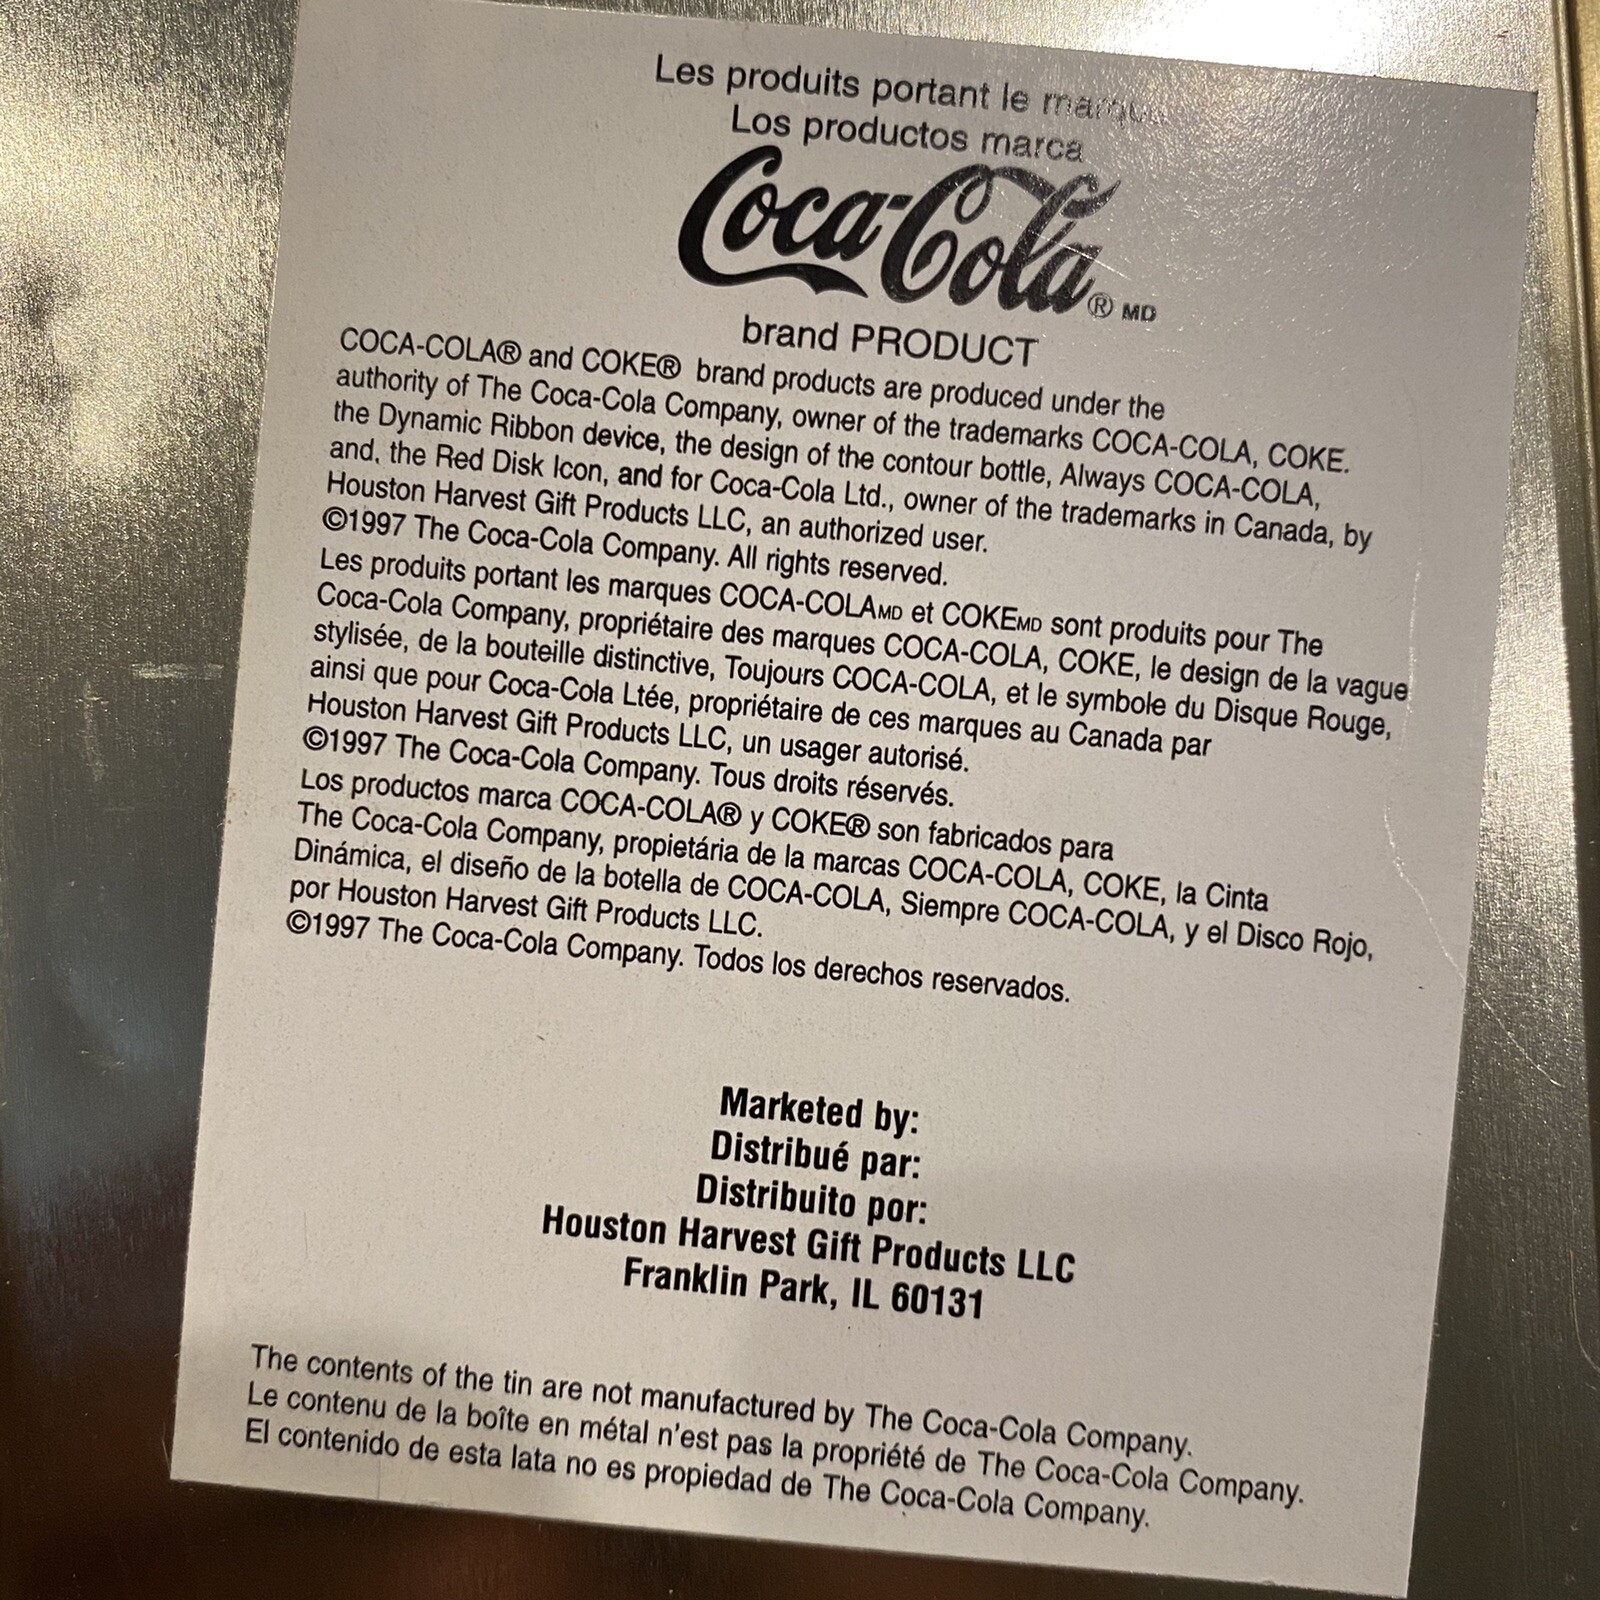 Les produits portant le marque
Los productos marca
Coca-Cola ® MD
brand PRODUCT
COCA-COLA® and COKE® brand products are produced under the
authority of The Coca-Cola Company, owner of the trademarks COCA-COLA, COKE.
the Dynamic Ribbon device, the design of the contour bottle, Always COCA-COLA,
and, the Red Disk Icon, and for Coca-Cola Ltd., owner of the trademarks in Canada, by
Houston Harvest Gift Products LLC, an authorized user.
©1997 The Coca-Cola Company. All rights reserved.
Les produits portant les marques COCA-COLAMD et COKEMD sont produits pour The
Coca-Cola Company, propriétaire des marques COCA-COLA, COKE, le design de la vague
stylisée, de la bouteille distinctive, Toujours COCA-COLA, et le symbole du Disque Rouge,
ainsi que pour Coca-Cola Ltée, propriétaire de ces marques au Canada par
Houston Harvest Gift Products LLC, un usager autorisé.
©1997 The Coca-Cola Company. Tous droits réservés.
Los productos marca COCA-COLA® y COKE® son fabricados para
The Coca-Cola Company, propietária de la marcas COCA-COLA, COKE, la Cinta
Dinámica, el diseño de la botella de COCA-COLA, Siempre COCA-COLA, y el Disco Rojo,
por Houston Harvest Gift Products LLC.
©1997 The Coca-Cola Company. Todos los derechos reservados.
Marketed by:
Distribué par:
Distribuito por:
Houston Harvest Gift Products LLC
Franklin Park, IL 60131
The contents of the tin are not manufactured by The Coca-Cola Company.
Le contenu de la boîte en métal n'est pas la propriété de The Coca-Cola Company.
El contenido de esta lata no es propiedad de The Coca-Cola Company.